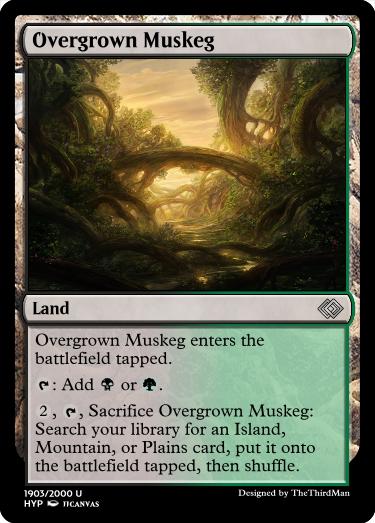 Overgrown Muskeg
Land
Overgrown Muskeg enters the
battlefield tapped.
: Add or .
2 , , Sacrifice Overgrown Muskeg:
Search your library for an Island,
Mountain, or Plains card, put it onto
the battlefield tapped, then shuffle.
1903/2000 U
Designed by TheThirdMan
HYP JICANVAS